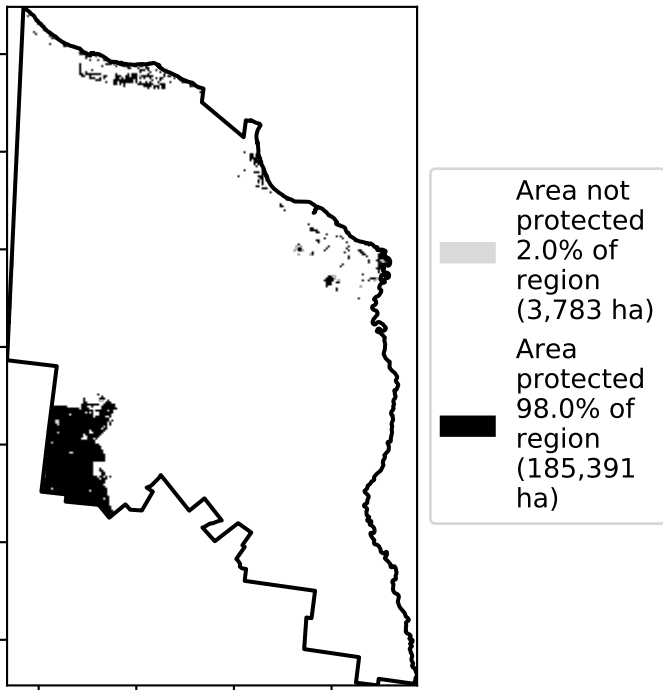 Area not
protected
2.0% of
region
(3,783 ha)
Area
protected
98.0% of
region
(185,391
ha)